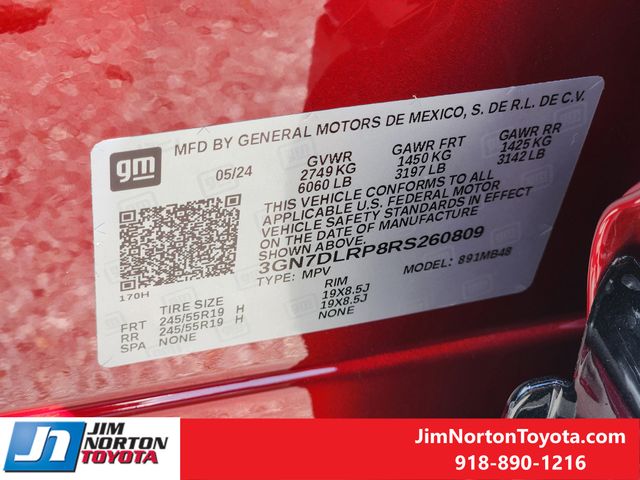 MFD BY GENERAL MOTORS DE MEXICO, S. DE R.L. DE C.V.
gm
05/24
GVWR GAWR FRT GAWR RR
2749 KG 1450 KG 1425 KG
6060 LB 3197 LB 3142 LB
THIS VEHICLE CONFORMS TO ALL
APPLICABLE U.S. FEDERAL MOTOR
VEHICLE SAFETY STANDARDS IN EFFECT
ON THE DATE OF MANUFACTURE
SHOWN ABOVE.
3GN7DLRP8RS260809
TYPE: MPV MODEL: 891MB48
170H
TIRE SIZE RIM
FRT 245/55R19 H 19X8.5J
RR 245/55R19 H 19X8.5J
SPA NONE NONE
JN JIM NORTON TOYOTA
JimNortonToyota.com
918-890-1216